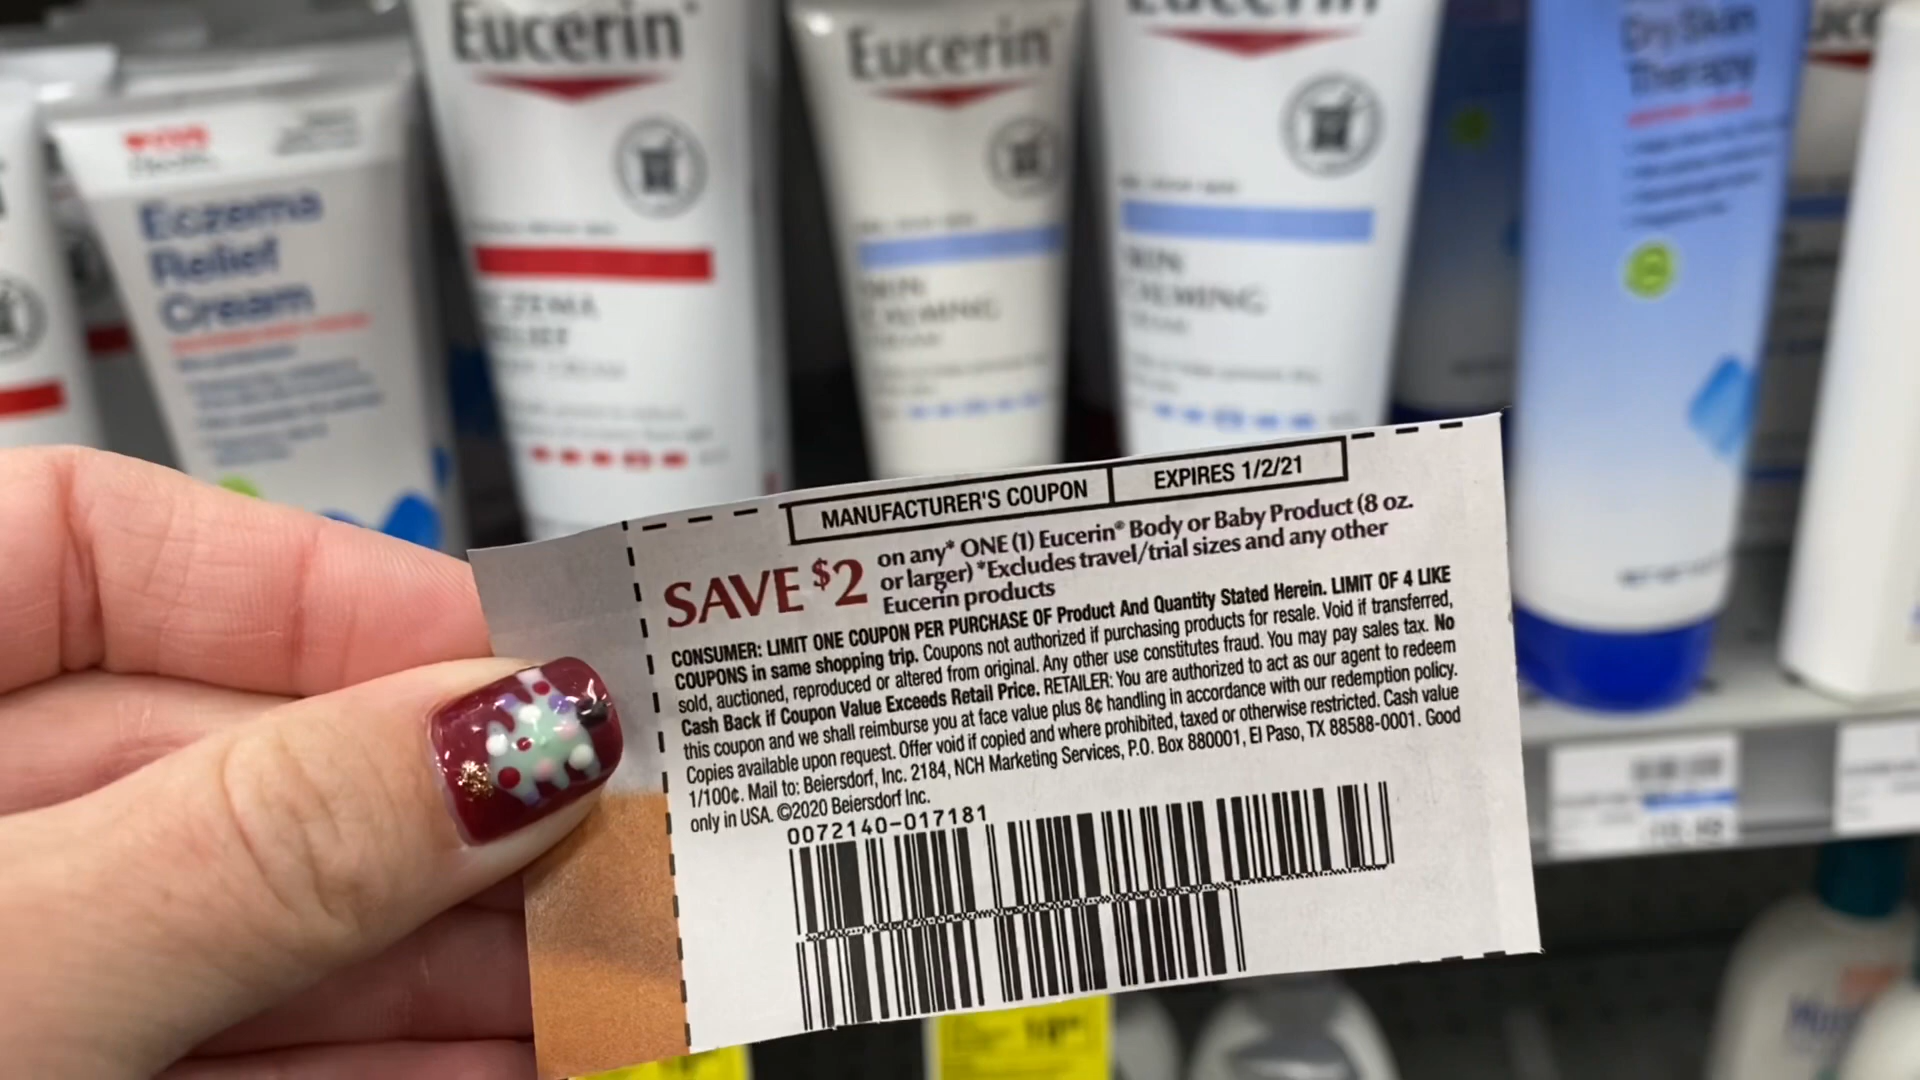 Eucerin
Eucerin
Eucerin
Dry Skin
Therapy
Eczema
Relief
Cream
MANUFACTURER'S COUPON
EXPIRES 1/2/21
SAVE $2
on any* ONE (1) Eucerin® Body or Baby Product (8 oz.
or larger) *Excludes travel/trial sizes and any other
Eucerin products
CONSUMER: LIMIT ONE COUPON PER PURCHASE OF Product And Quantity Stated Herein. LIMIT OF 4 LIKE
COUPONS in same shopping trip. Coupons not authorized if purchasing products for resale. Void if transferred,
sold, auctioned, reproduced or altered from original. Any other use constitutes fraud. You may pay sales tax. No
Cash Back if Coupon Value Exceeds Retail Price. RETAILER: You are authorized to act as our agent to redeem
this coupon and we shall reimburse you at face value plus 8¢ handling in accordance with our redemption policy.
Copies available upon request. Offer void if copied and where prohibited, taxed or otherwise restricted. Cash value
1/100¢. Mail to: Beiersdorf, Inc. 2184, NCH Marketing Services, P.O. Box 880001, El Paso, TX 88588-0001. Good
only in USA. ©2020 Beiersdorf Inc.
0072140-017181